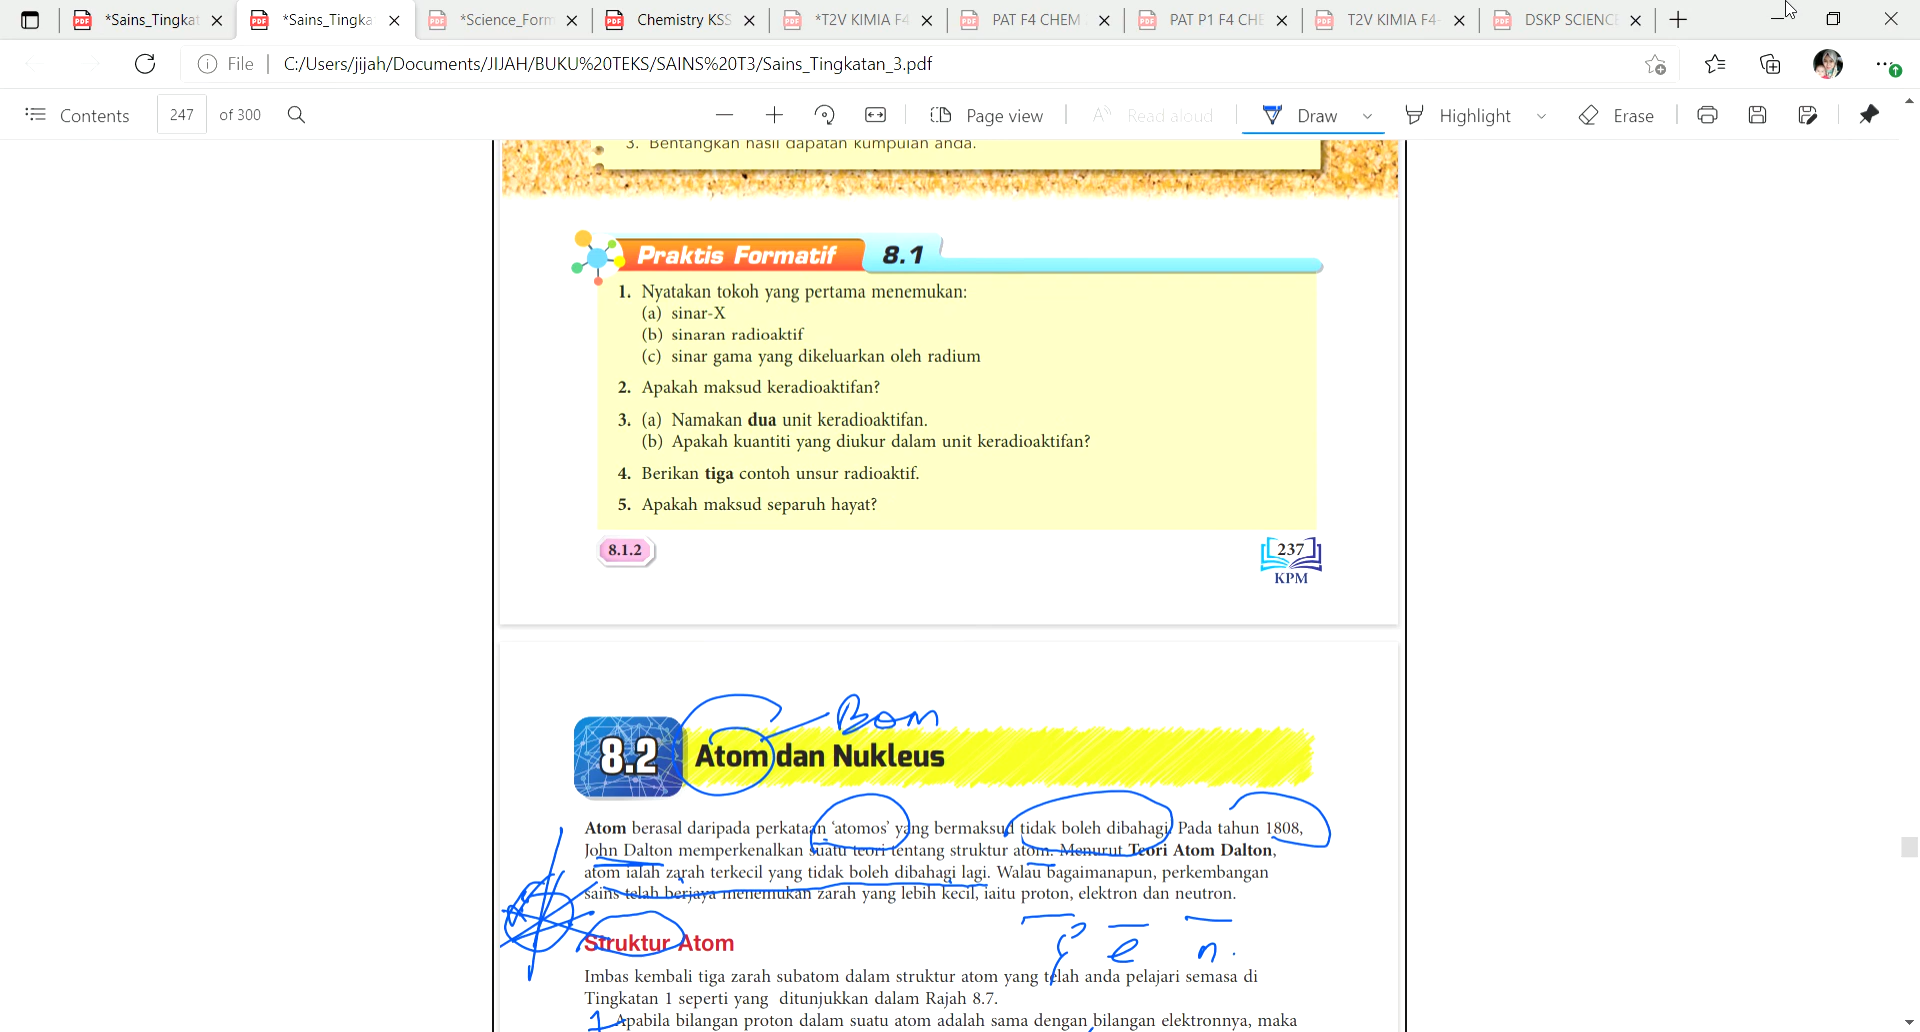 *Sains_Tingkat
*Sains_Tingka
*Science_Form
Chemistry KSS
*T2V KIMIA F4
PAT F4 CHEM
PAT P1 F4 CHE
T2V KIMIA F4-
DSKP SCIENCE
File
C:/Users/jijah/Documents/JIJAH/BUKU%20TEKS/SAINS%20T3/Sains_Tingkatan_3.pdf
Contents
247 of 300
Page view
Read aloud
Draw
Highlight
Erase
3. Bentangkan hasil dapatan kumpulan anda.
Praktis Formatif 8.1
1. Nyatakan tokoh yang pertama menemukan:
(a) sinar-X
(b) sinaran radioaktif
(c) sinar gama yang dikeluarkan oleh radium
2. Apakah maksud keradioaktifan?
3. (a) Namakan dua unit keradioaktifan.
(b) Apakah kuantiti yang diukur dalam unit keradioaktifan?
4. Berikan tiga contoh unsur radioaktif.
5. Apakah maksud separuh hayat?
8.1.2
237
KPM
Bom
8.2 Atom dan Nukleus
Atom berasal daripada perkataan 'atomos' yang bermaksud tidak boleh dibahagi. Pada tahun 1808,
John Dalton memperkenalkan suatu teori tentang struktur atom. Menurut Teori Atom Dalton,
atom ialah zarah terkecil yang tidak boleh dibahagi lagi. Walau bagaimanapun, perkembangan
sains telah berjaya menemukan zarah yang lebih kecil, iaitu proton, elektron dan neutron.
p e n.
Struktur Atom
Imbas kembali tiga zarah subatom dalam struktur atom yang telah anda pelajari semasa di
Tingkatan 1 seperti yang ditunjukkan dalam Rajah 8.7.
Apabila bilangan proton dalam suatu atom adalah sama dengan bilangan elektronnya, maka